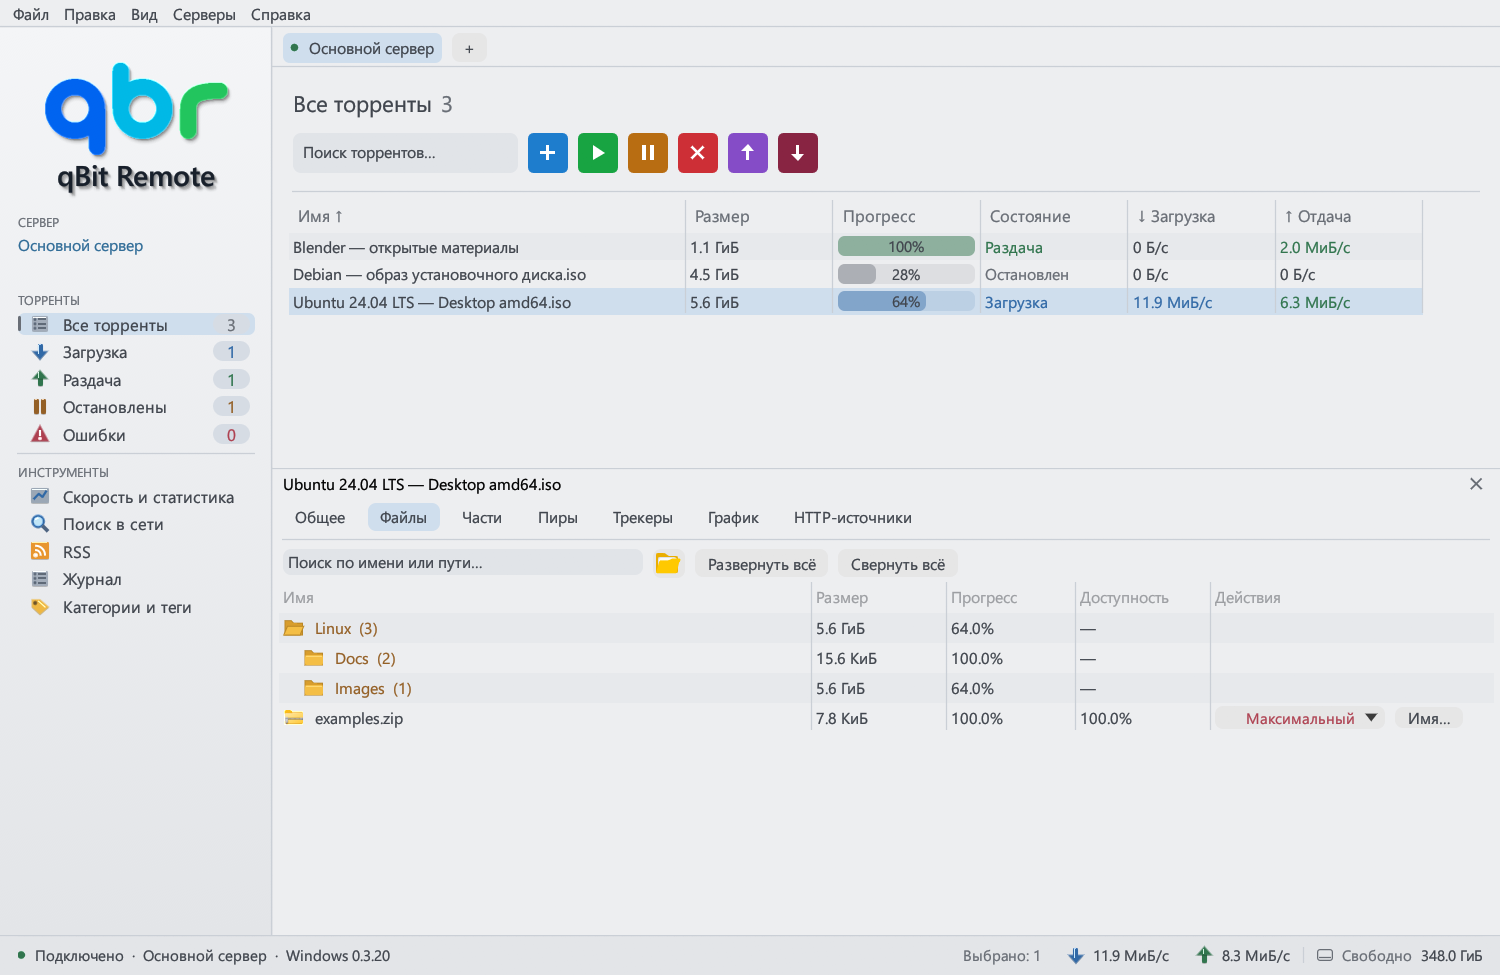 Файл Правка Вид Серверы Справка
qbr
qBit Remote
СЕРВЕР
Основной сервер
ТОРРЕНТЫ
Все торренты 3
Загрузка 1
Раздача 1
Остановлены 1
Ошибки 0
ИНСТРУМЕНТЫ
Скорость и статистика
Поиск в сети
RSS
Журнал
Категории и теги
Основной сервер +
Все торренты 3
Поиск торрентов...
Имя ↑ Размер Прогресс Состояние ↓ Загрузка ↑ Отдача
Blender — открытые материалы 1.1 ГиБ 100% Раздача 0 Б/с 2.0 МиБ/с
Debian — образ установочного диска.iso 4.5 ГиБ 28% Остановлен 0 Б/с 0 Б/с
Ubuntu 24.04 LTS — Desktop amd64.iso 5.6 ГиБ 64% Загрузка 11.9 МиБ/с 6.3 МиБ/с
Ubuntu 24.04 LTS — Desktop amd64.iso
Общее Файлы Части Пиры Трекеры График HTTP-источники
Поиск по имени или пути... Развернуть всё Свернуть всё
Имя Размер Прогресс Доступность Действия
Linux (3) 5.6 ГиБ 64.0% —
Docs (2) 15.6 КиБ 100.0% —
Images (1) 5.6 ГиБ 64.0% —
examples.zip 7.8 КиБ 100.0% 100.0% Максимальный Имя...
Подключено · Основной сервер · Windows 0.3.20 Выбрано: 1 11.9 МиБ/с 8.3 МиБ/с Свободно 348.0 ГиБ